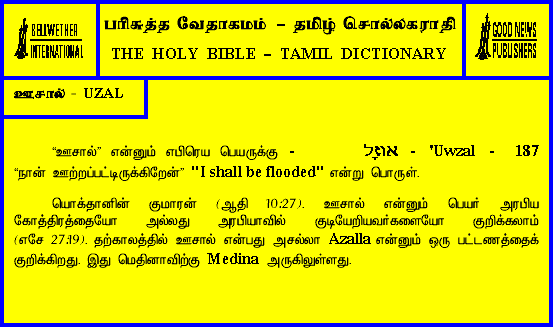 BELLWETHER
INTERNATIONAL
பரிசுத்த வேதாகமம் – தமிழ் சொல்லகராதி
THE HOLY BIBLE – TAMIL DICTIONARY
GOOD NEWS
PUBLISHERS
ஊசால் - UZAL
“ஊசால்” என்னும் எபிரெய பெயருக்கு - אתָל - 'Uwzal - 187
“நான் ஊற்றப்பட்டிருக்கிறேன்” "I shall be flooded" என்று பொருள்.
யொக்தானின் குமாரன் (ஆதி 10:27). ஊசால் என்னும் பெயர் அரபிய
கோத்திரத்தையோ அல்லது அரபியாவில் குடியேறியவர்களையோ குறிக்கலாம்
(எசே 27:19). தற்காலத்தில் ஊசால் என்பது அசல்லா Azalla என்னும் ஒரு பட்டணத்தைக்
குறிக்கிறது. இது மெதினாவிற்கு Medina அருகிலுள்ளது.